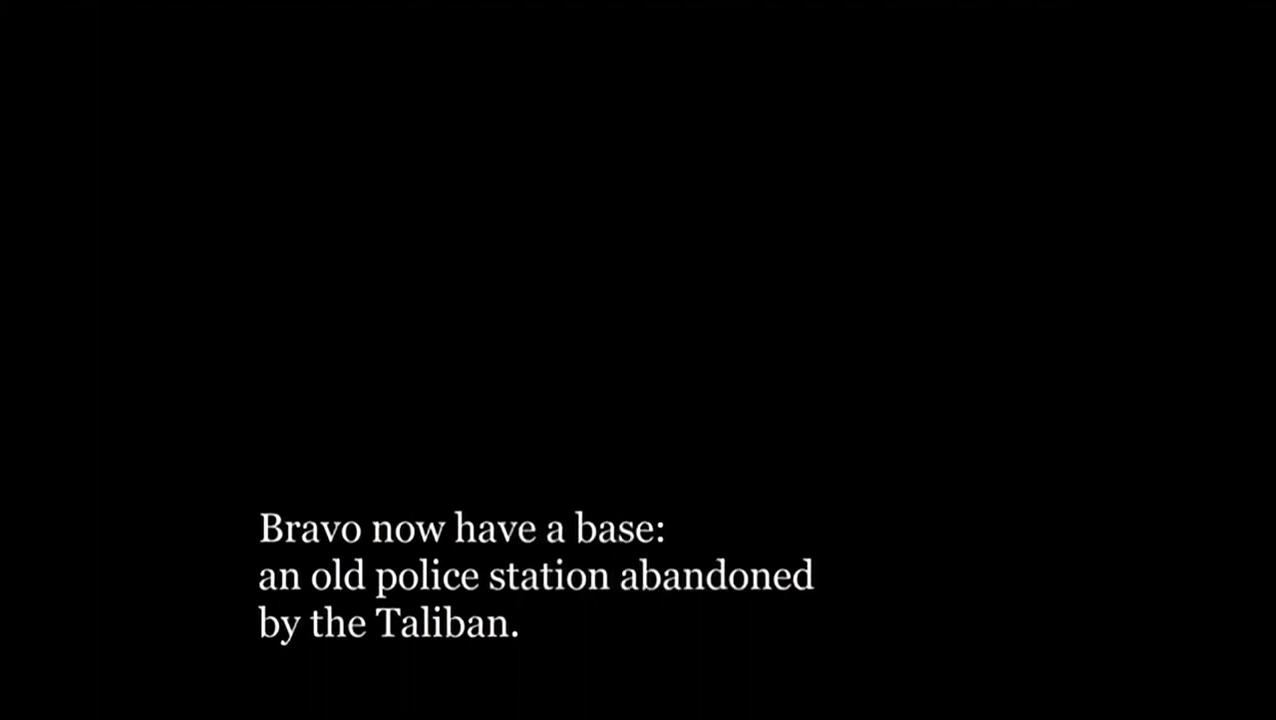 Bravo now have a base:
an old police station abandoned
by the Taliban.